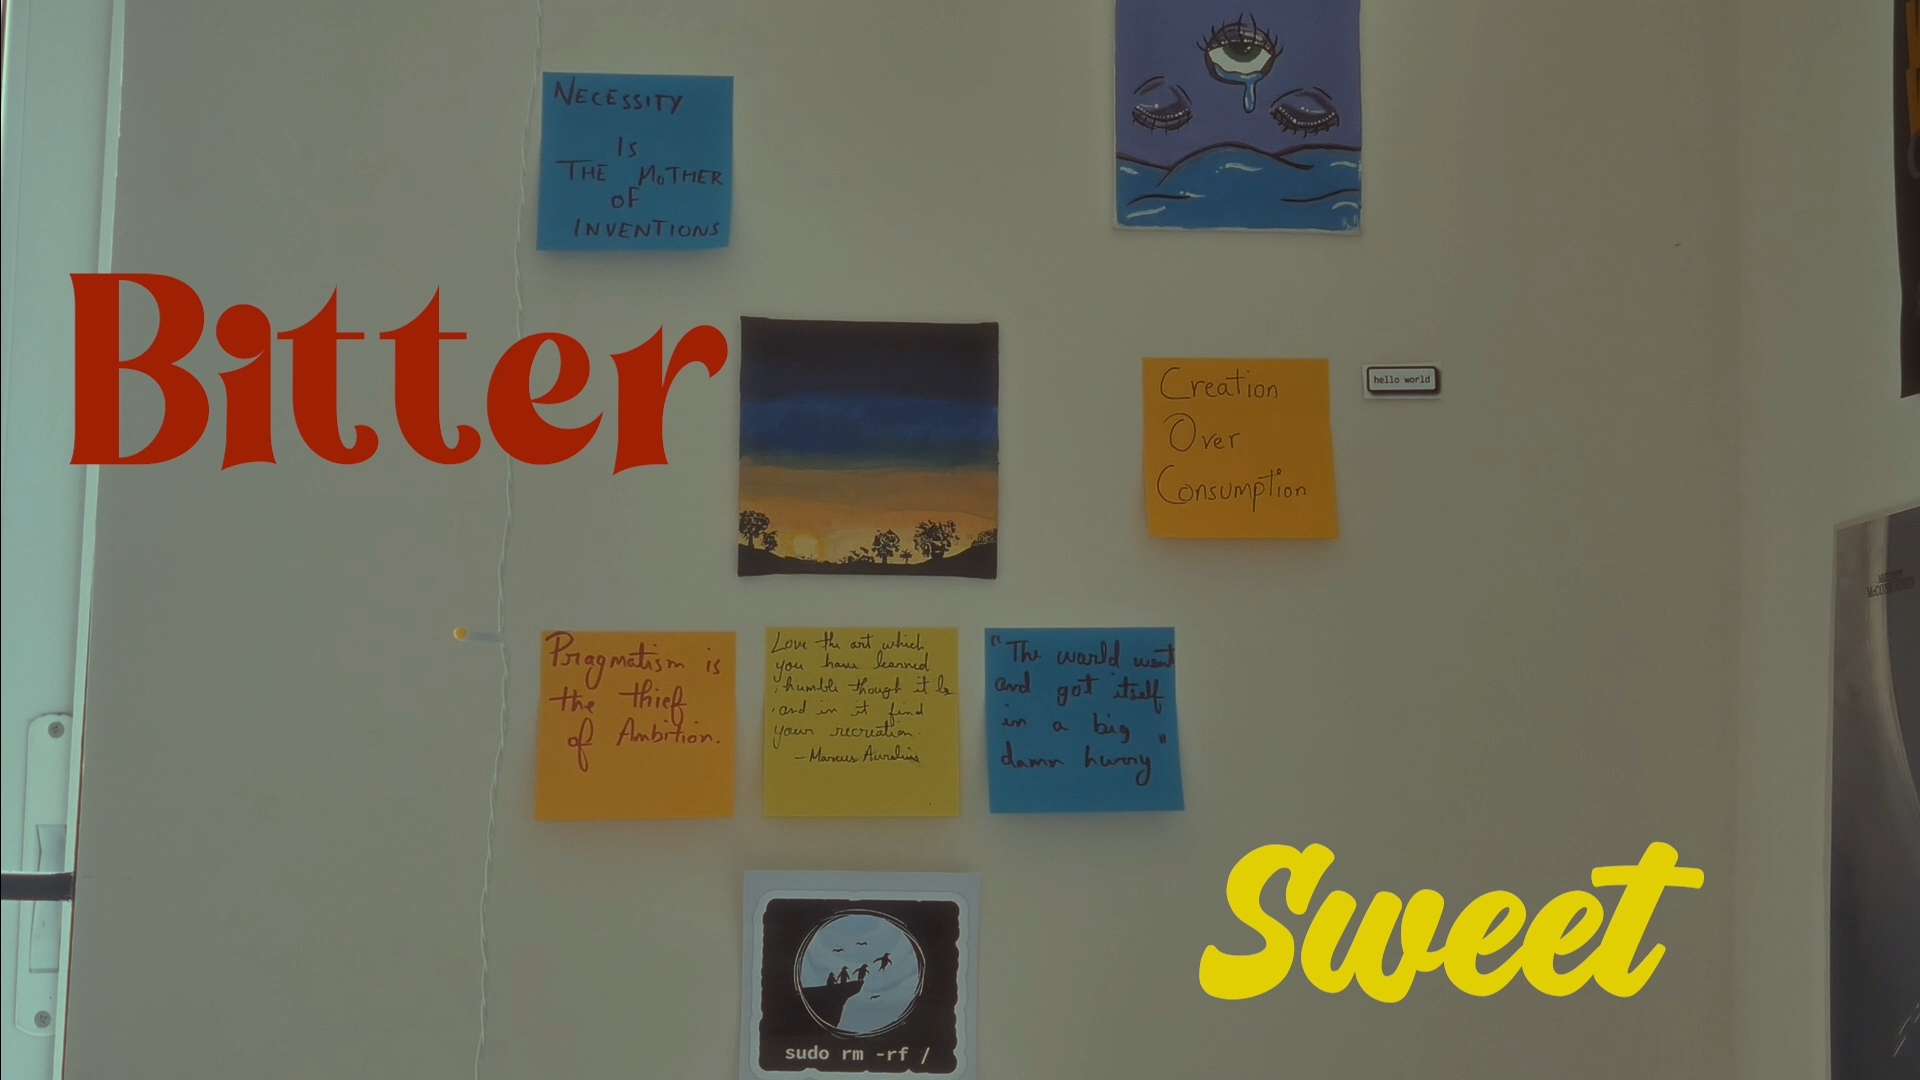 NECESSITY
Is
THE MOTHER
OF
INVENTIONS
Bitter
Creation
Over
Consumption
hello world
Pragmatism is
the thief
of Ambition.
Love the art which
you have learned
, humble though it be
, and in it find
your recreation.
– Marcus Aurelius
"The world went
and got itself
in a big
damn hurry"
Sweet
sudo rm -rf /